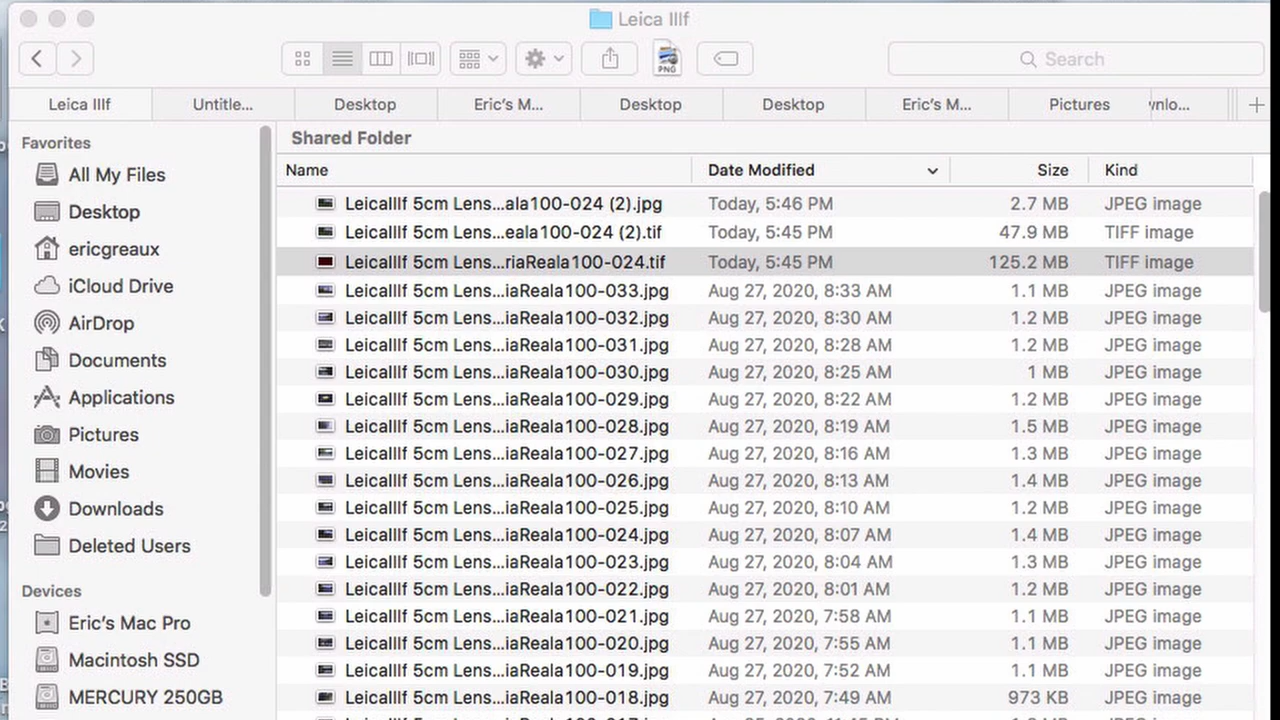 Leica IIIf
PNG
Search
Leica IIIf Untitle... Desktop Eric's M... Desktop Desktop Eric's M... Pictures wnlo... +
Favorites
All My Files
Desktop
ericgreaux
iCloud Drive
AirDrop
Documents
Applications
Pictures
Movies
Downloads
Deleted Users
Devices
Eric's Mac Pro
Macintosh SSD
MERCURY 250GB
Shared Folder
Name Date Modified Size Kind
LeicaIIIf 5cm Lens...ala100-024 (2).jpg Today, 5:46 PM 2.7 MB JPEG image
LeicaIIIf 5cm Lens...eala100-024 (2).tif Today, 5:45 PM 47.9 MB TIFF image
LeicaIIIf 5cm Lens...riaReala100-024.tif Today, 5:45 PM 125.2 MB TIFF image
LeicaIIIf 5cm Lens...iaReala100-033.jpg Aug 27, 2020, 8:33 AM 1.1 MB JPEG image
LeicaIIIf 5cm Lens...iaReala100-032.jpg Aug 27, 2020, 8:30 AM 1.2 MB JPEG image
LeicaIIIf 5cm Lens...iaReala100-031.jpg Aug 27, 2020, 8:28 AM 1.2 MB JPEG image
LeicaIIIf 5cm Lens...iaReala100-030.jpg Aug 27, 2020, 8:25 AM 1 MB JPEG image
LeicaIIIf 5cm Lens...iaReala100-029.jpg Aug 27, 2020, 8:22 AM 1.2 MB JPEG image
LeicaIIIf 5cm Lens...iaReala100-028.jpg Aug 27, 2020, 8:19 AM 1.5 MB JPEG image
LeicaIIIf 5cm Lens...iaReala100-027.jpg Aug 27, 2020, 8:16 AM 1.3 MB JPEG image
LeicaIIIf 5cm Lens...iaReala100-026.jpg Aug 27, 2020, 8:13 AM 1.4 MB JPEG image
LeicaIIIf 5cm Lens...iaReala100-025.jpg Aug 27, 2020, 8:10 AM 1.2 MB JPEG image
LeicaIIIf 5cm Lens...iaReala100-024.jpg Aug 27, 2020, 8:07 AM 1.4 MB JPEG image
LeicaIIIf 5cm Lens...iaReala100-023.jpg Aug 27, 2020, 8:04 AM 1.3 MB JPEG image
LeicaIIIf 5cm Lens...iaReala100-022.jpg Aug 27, 2020, 8:01 AM 1.2 MB JPEG image
LeicaIIIf 5cm Lens...iaReala100-021.jpg Aug 27, 2020, 7:58 AM 1.1 MB JPEG image
LeicaIIIf 5cm Lens...iaReala100-020.jpg Aug 27, 2020, 7:55 AM 1.1 MB JPEG image
LeicaIIIf 5cm Lens...iaReala100-019.jpg Aug 27, 2020, 7:52 AM 1.1 MB JPEG image
LeicaIIIf 5cm Lens...iaReala100-018.jpg Aug 27, 2020, 7:49 AM 973 KB JPEG image